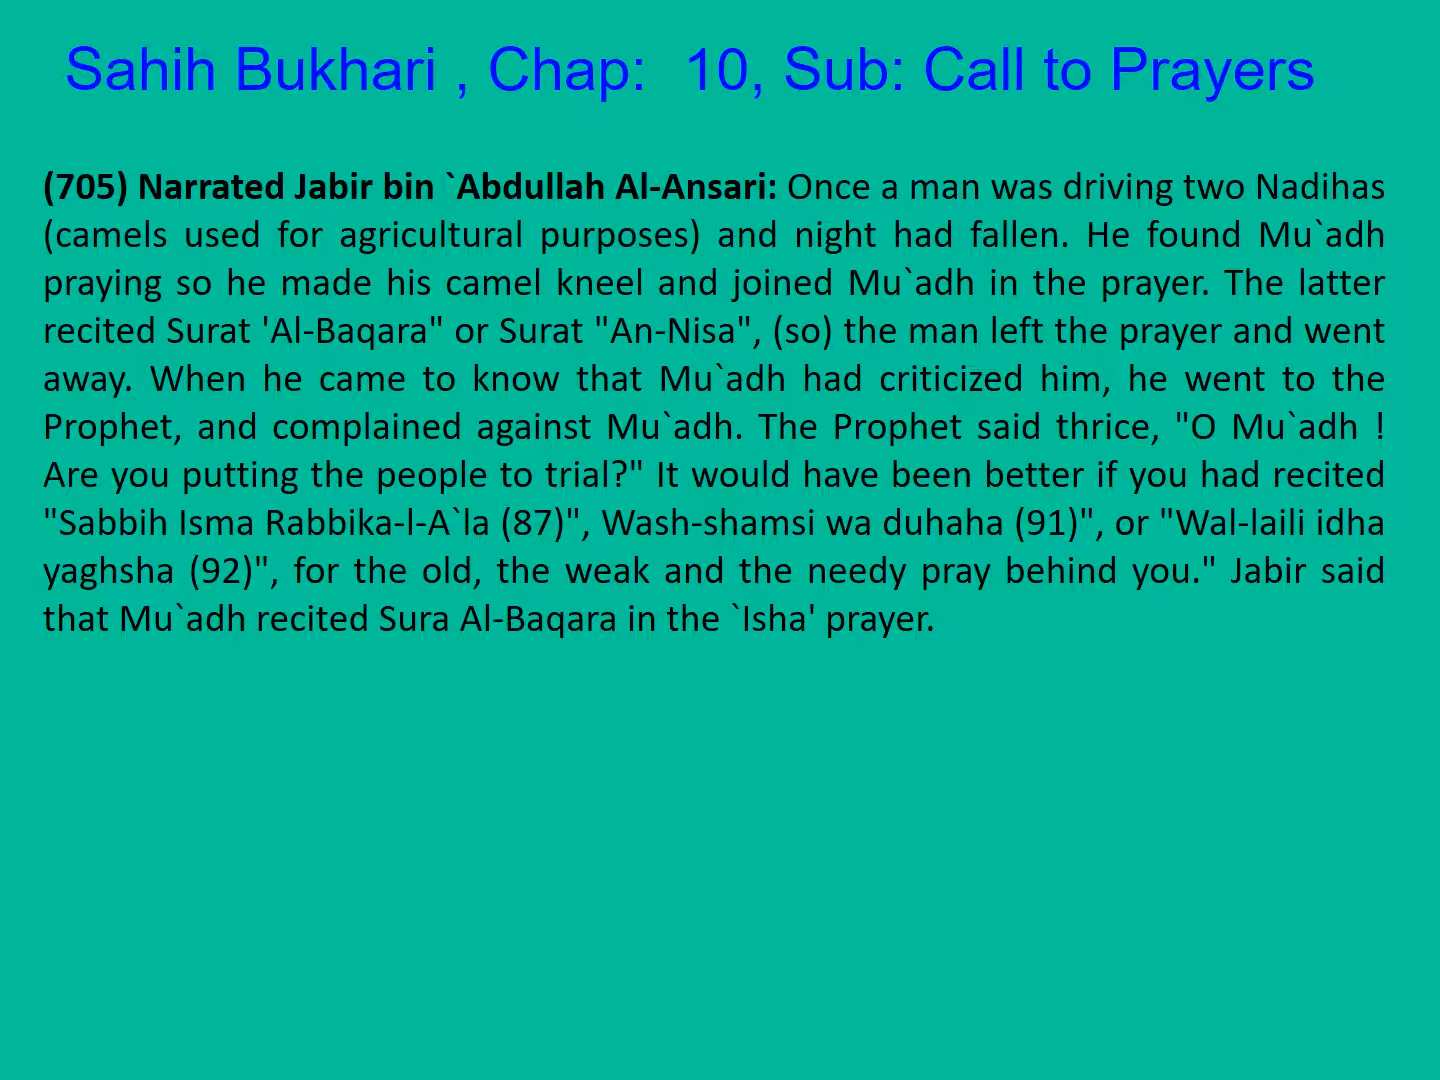 Sahih Bukhari , Chap:  10, Sub: Call to Prayers
(705) Narrated Jabir bin `Abdullah Al-Ansari: Once a man was driving two Nadihas
(camels used for agricultural purposes) and night had fallen. He found Mu`adh
praying so he made his camel kneel and joined Mu`adh in the prayer. The latter
recited Surat 'Al-Baqara" or Surat "An-Nisa", (so) the man left the prayer and went
away. When he came to know that Mu`adh had criticized him, he went to the
Prophet, and complained against Mu`adh. The Prophet said thrice, "O Mu`adh !
Are you putting the people to trial?" It would have been better if you had recited
"Sabbih Isma Rabbika-l-A`la (87)", Wash-shamsi wa duhaha (91)", or "Wal-laili idha
yaghsha (92)", for the old, the weak and the needy pray behind you." Jabir said
that Mu`adh recited Sura Al-Baqara in the `Isha' prayer.